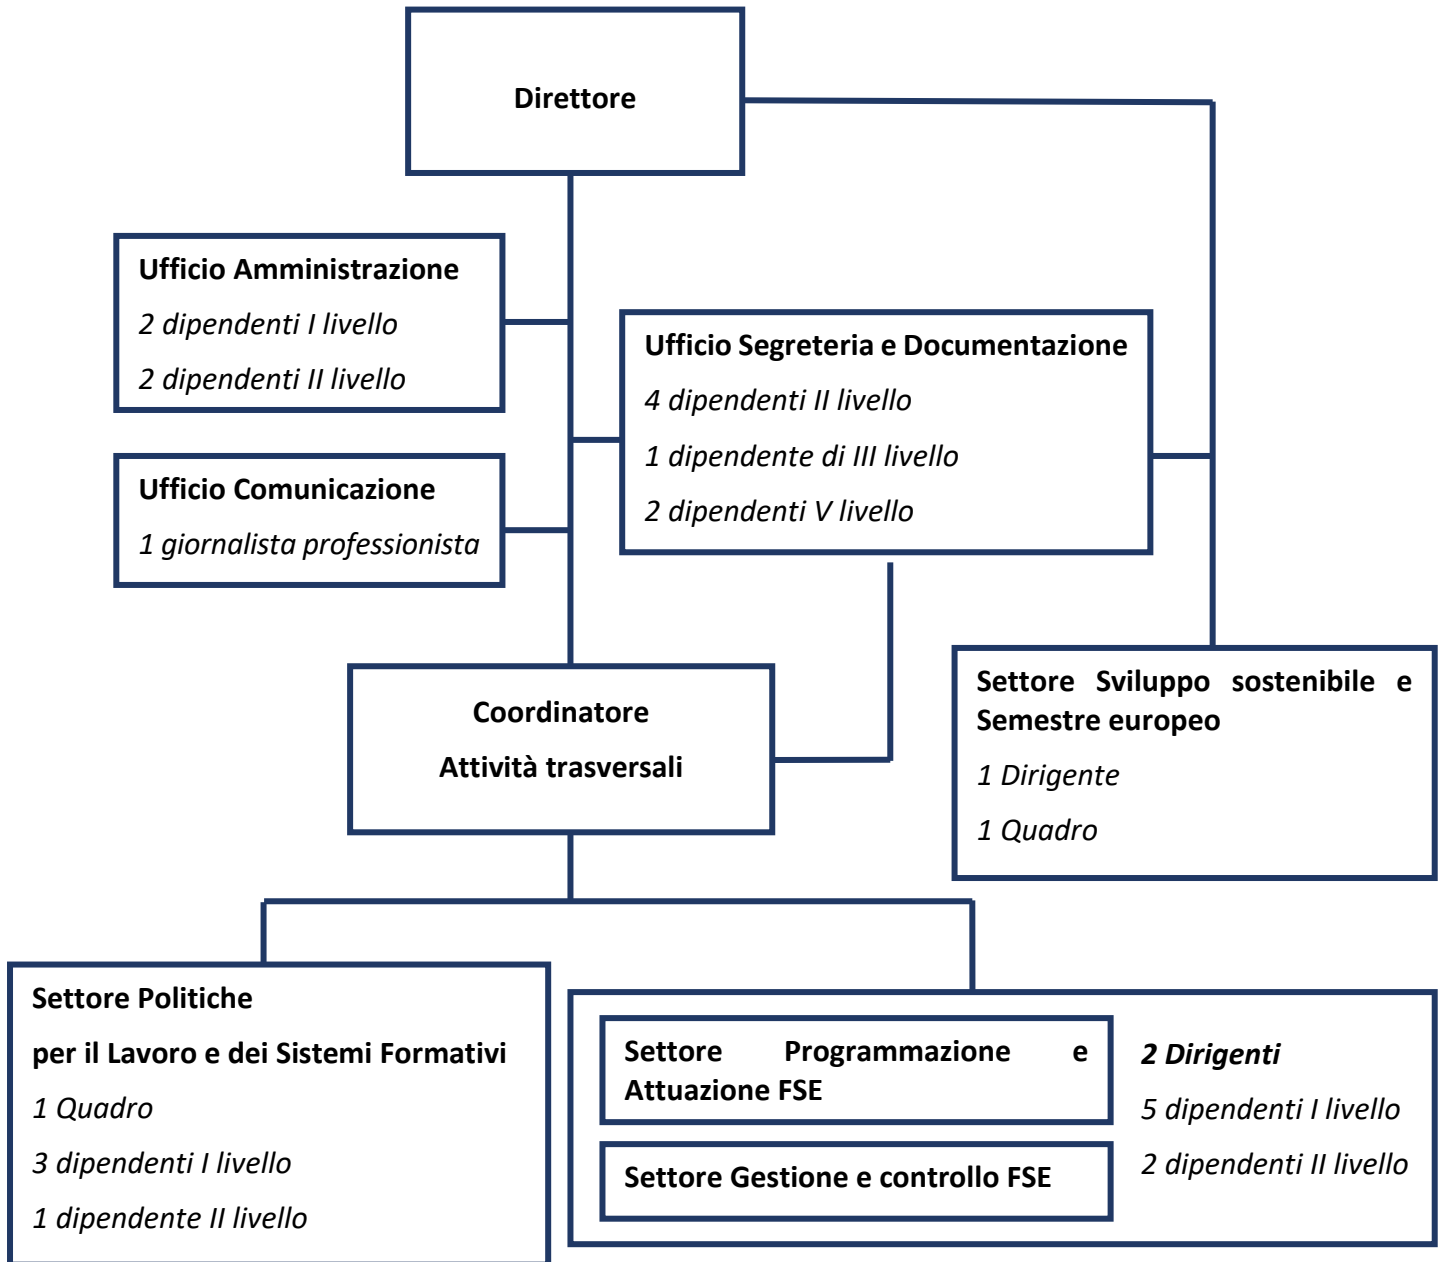 Direttore
Ufficio Amministrazione
2 dipendenti I livello
2 dipendenti II livello
Ufficio Segreteria e Documentazione
4 dipendenti II livello
1 dipendente di III livello
2 dipendenti V livello
Ufficio Comunicazione
1 giornalista professionista
Coordinatore
Attività trasversali
Settore Sviluppo sostenibile e
Semestre europeo
1 Dirigente
1 Quadro
Settore Politiche
per il Lavoro e dei Sistemi Formativi
1 Quadro
3 dipendenti I livello
1 dipendente II livello
Settore Programmazione e
Attuazione FSE
Settore Gestione e controllo FSE
2 Dirigenti
5 dipendenti I livello
2 dipendenti II livello